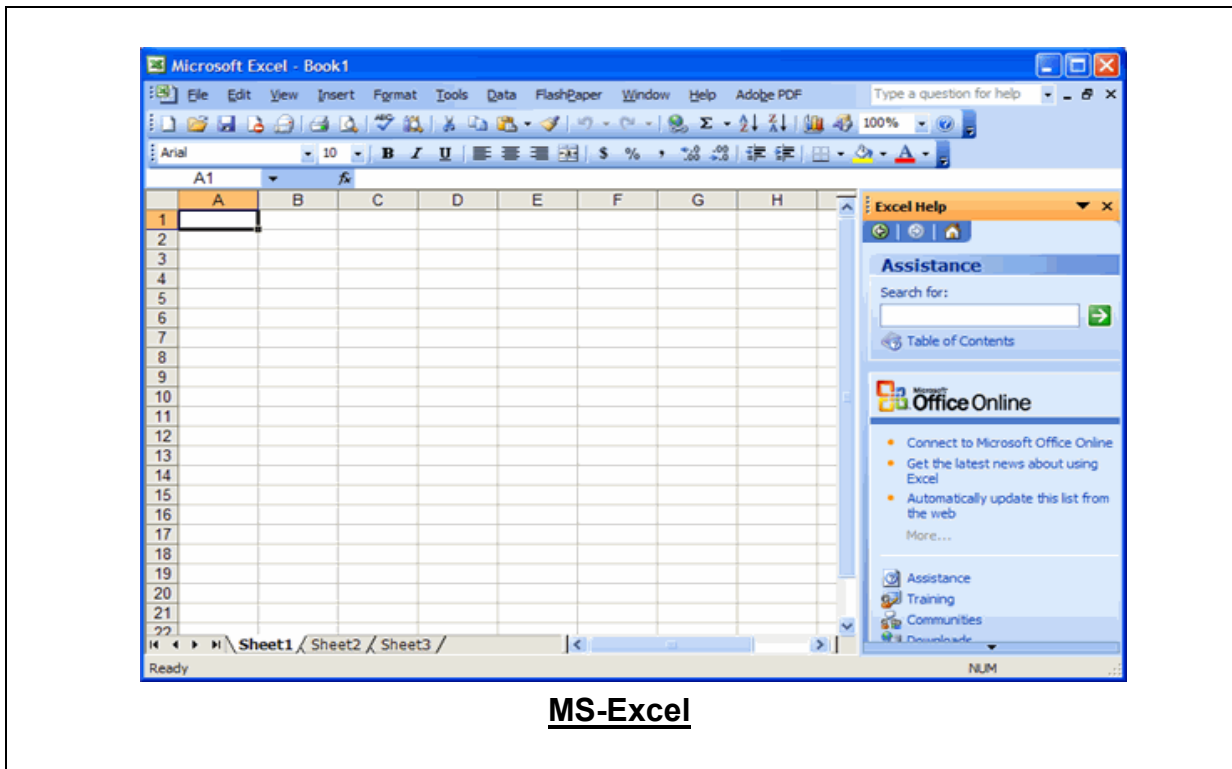 Microsoft Excel - Book1
File Edit View Insert Format Tools Data FlashPaper Window Help Adobe PDF Type a question for help
100%
Arial 10 B I U $ % ,
A1 fx
A B C D E F G H
1
2
3
4
5
6
7
8
9
10
11
12
13
14
15
16
17
18
19
20
21
22
Excel Help
Assistance
Search for:
Table of Contents
Microsoft
Office Online
Connect to Microsoft Office Online
Get the latest news about using
Excel
Automatically update this list from
the web
More...
Assistance
Training
Communities
Downloads
Sheet1 Sheet2 Sheet3
Ready NUM
MS-Excel